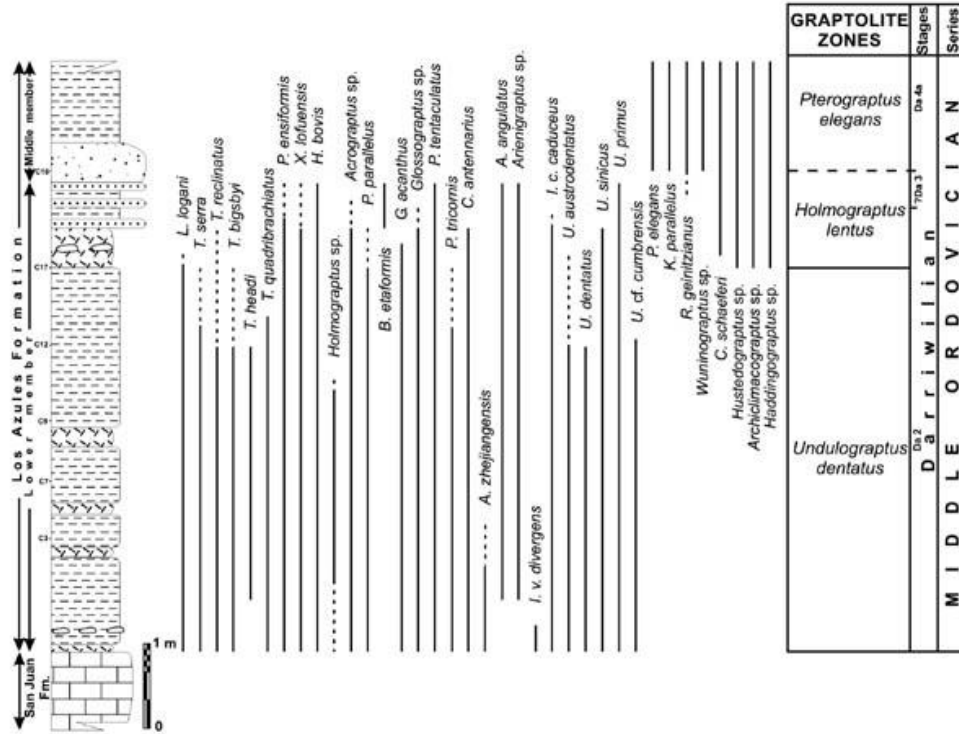 GRAPTOLITE
ZONES
Stages
Series
Los Azules Formation
Lower member
Middle member
San Juan
Fm.
C18
C17
C12
C7
C3
1 m
0
L. logani
T. serra
T. reclinatus
T. bigsbyi
T. headi
T. quadribrachiatus
P. ensiformis
X. lofuensis
H. bovis
Holmograptus sp.
Acrograptus sp.
P. parallelus
B. etaformis
G. acanthus
Glossograptus sp.
P. tentaculatus
P. tricornis
C. antennarius
A. zhejiangensis
A. angulatus
Arienigraptus sp.
I. v. divergens
I. c. caduceus
U. austrodentatus
U. dentatus
U. sinicus
U. primus
U. cf. cumbrensis
P. elegans
K. parallelus
R. geinitzianus
Wuninograptus sp.
C. schaeferi
Hustedograptus sp.
Archiclimacograptus sp.
Haddingograptus sp.
Pterograptus
elegans
Holmograptus
lentus
Undulograptus
dentatus
Da 4a
?Da 3
Da 2
Darriwilian
MIDDLE ORDOVICIAN